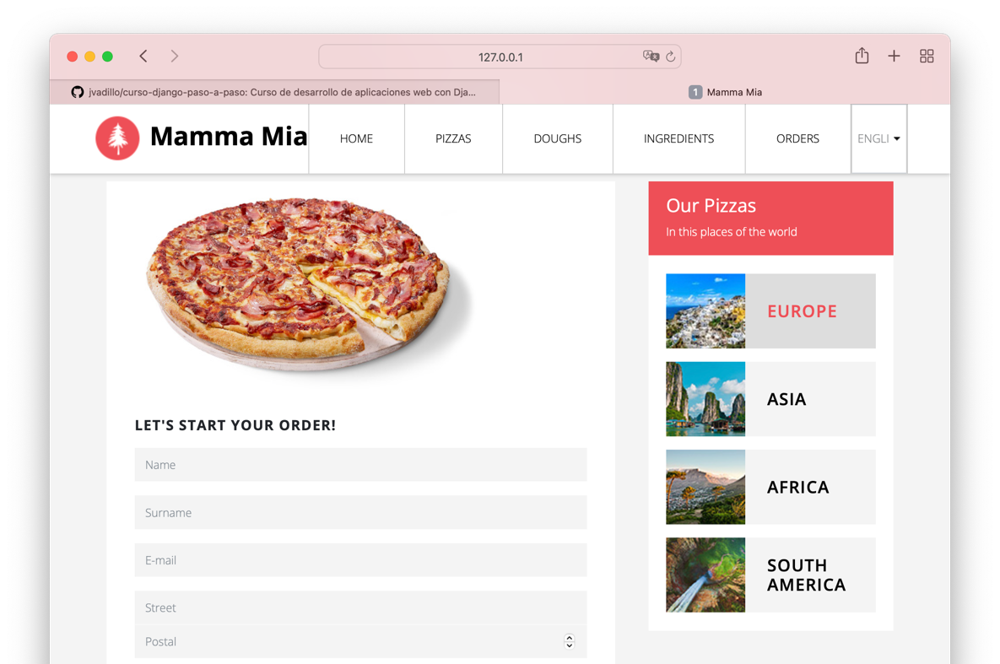 127.0.0.1
jvadillo/curso-django-paso-a-paso: Curso de desarrollo de aplicaciones web con Dja...
1 Mamma Mia
Mamma Mia
HOME
PIZZAS
DOUGHS
INGREDIENTS
ORDERS
ENGLI
LET'S START YOUR ORDER!
Name
Surname
E-mail
Street
Postal
Our Pizzas
In this places of the world
EUROPE
ASIA
AFRICA
SOUTH
AMERICA